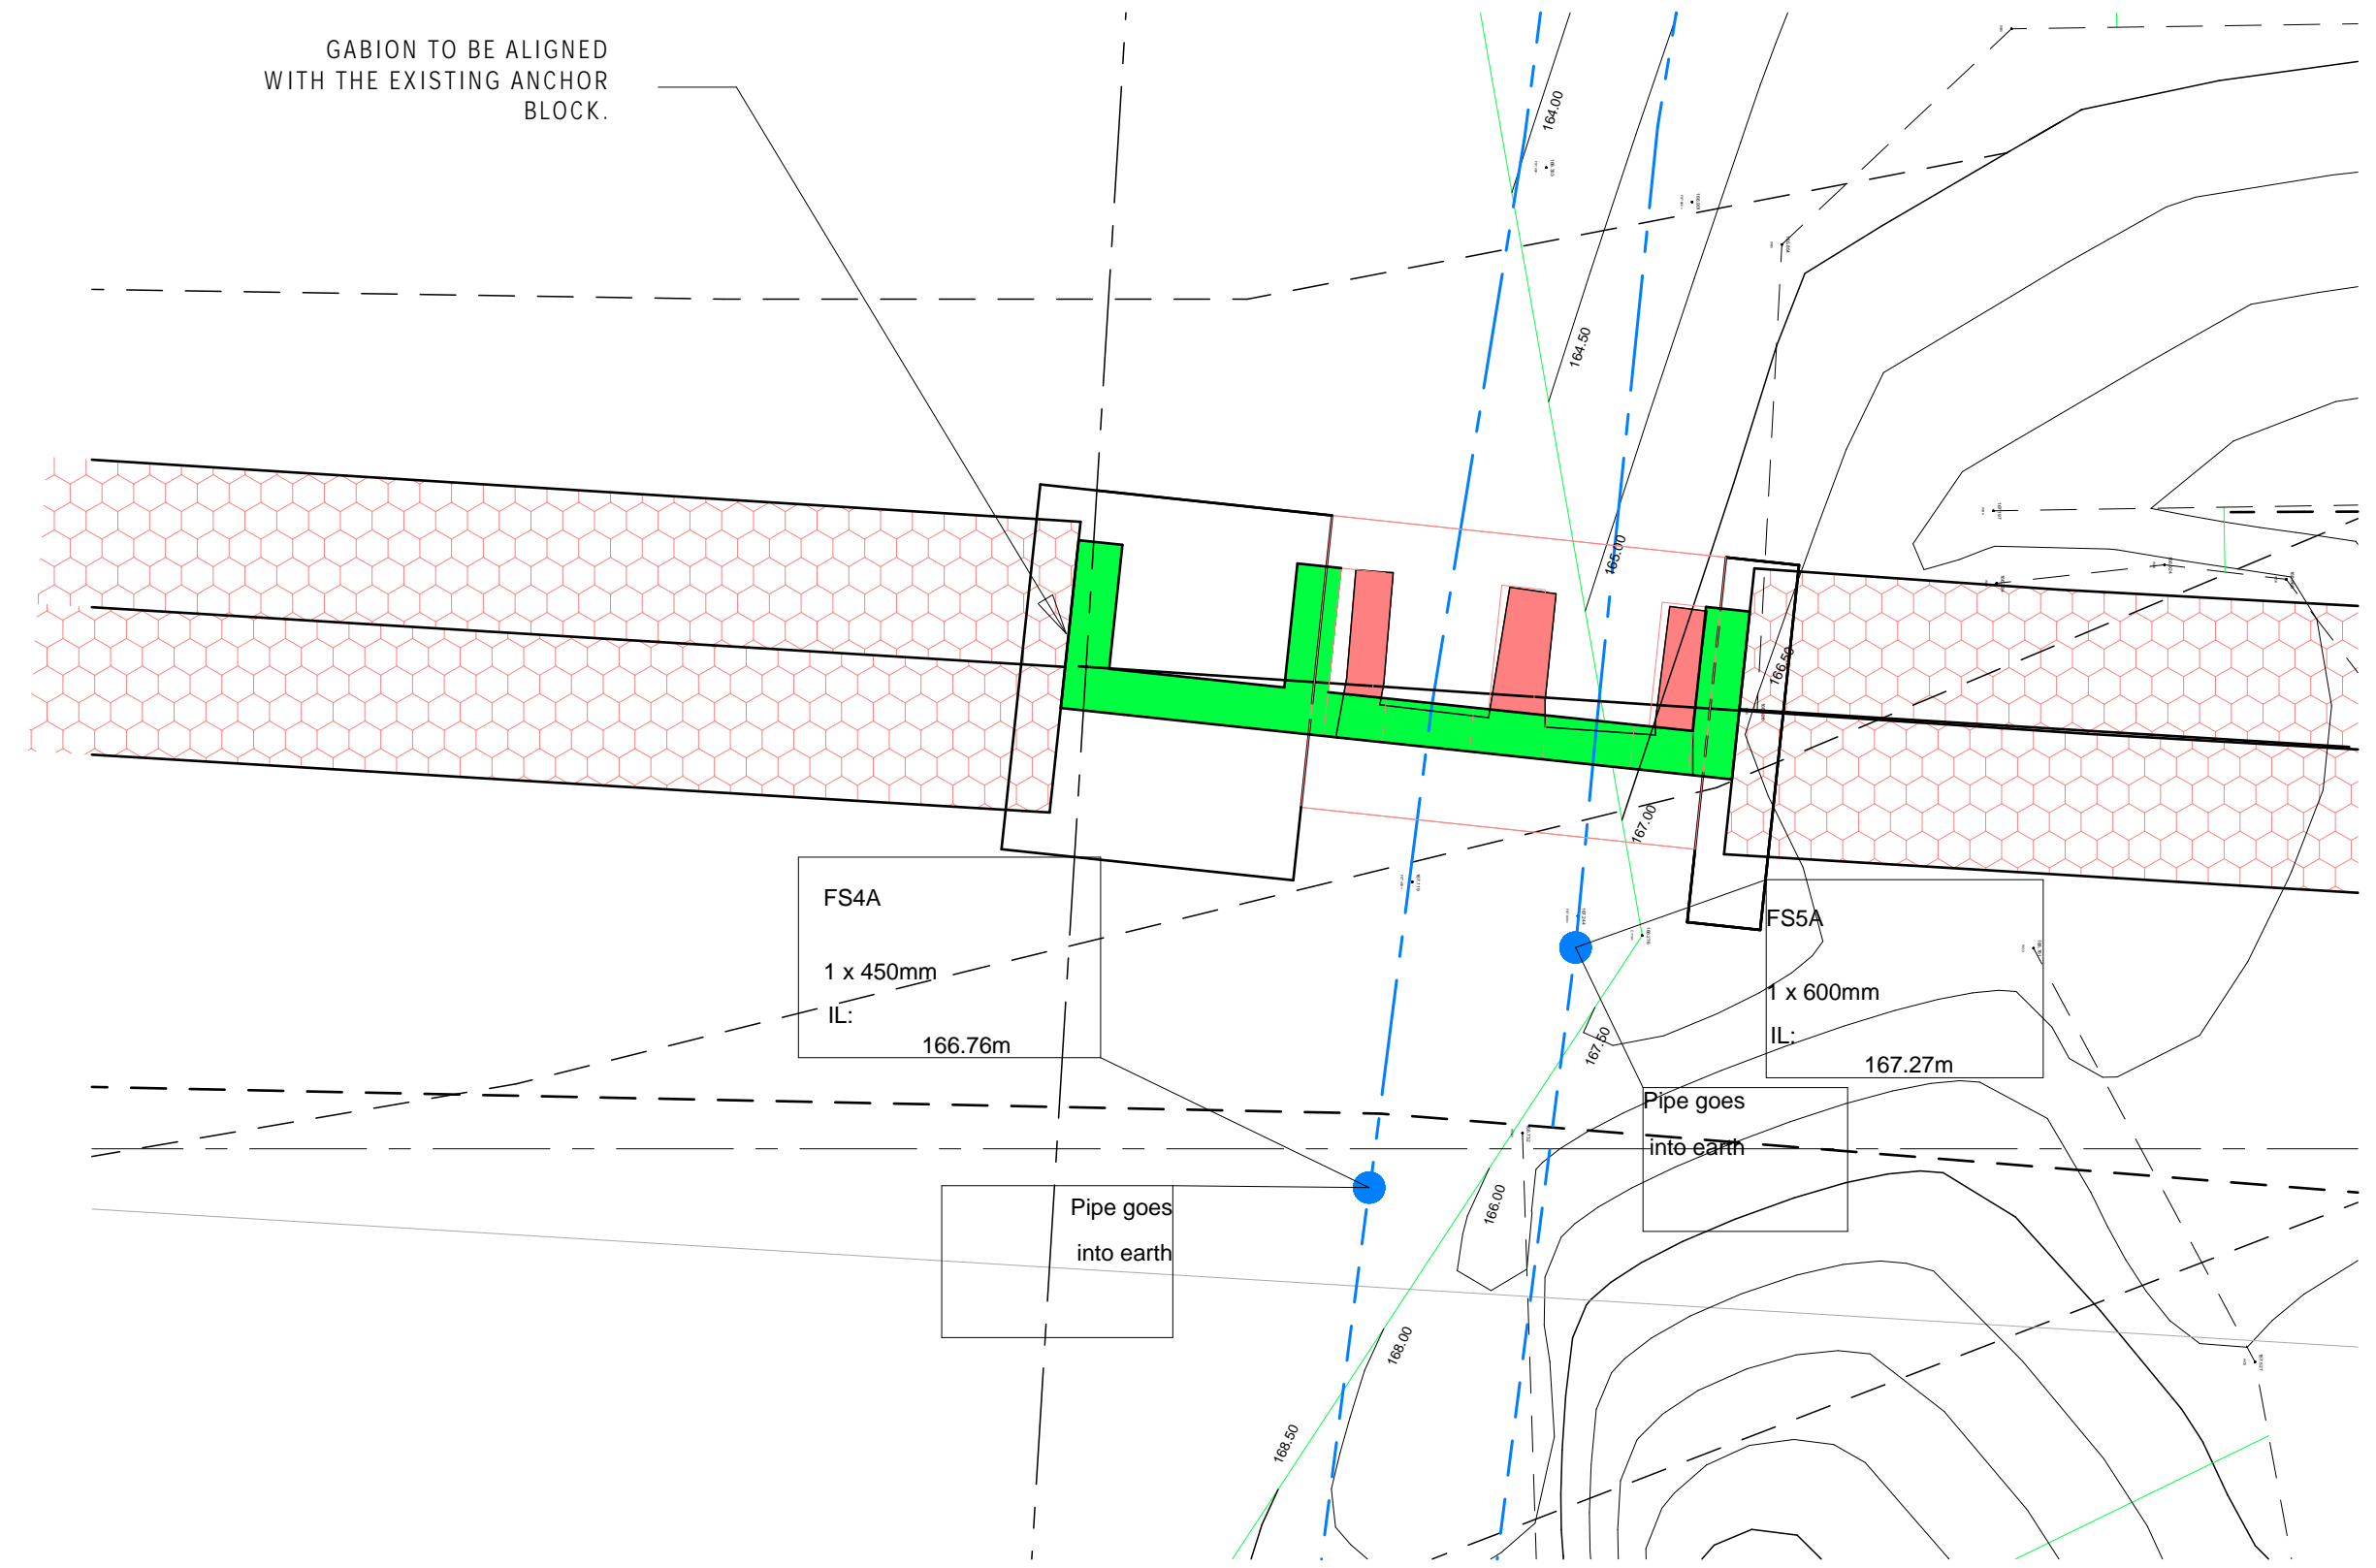 GABION TO BE ALIGNED
WITH THE EXISTING ANCHOR
BLOCK.
164.00
164.50
165.00
166.50
167.00
FS4A
1 x 450mm
IL:
166.76m
FS5A
1 x 600mm
IL:
167.27m
167.50
Pipe goes
into earth
166.00
Pipe goes
into earth
168.00
168.50